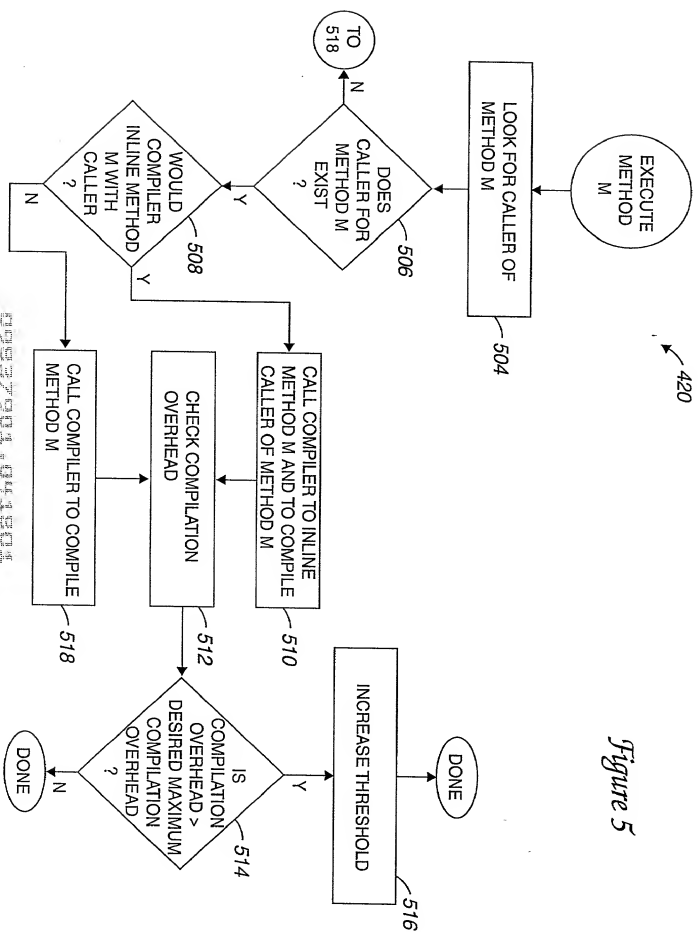 420
EXECUTE
METHOD
M
LOOK FOR CALLER OF
METHOD M
504
DOES
CALLER FOR
METHOD M
EXIST
?
506
N
TO
518
Y
WOULD
COMPILER
INLINE METHOD
M WITH
CALLER
?
508
Y
N
CALL COMPILER TO INLINE
METHOD M AND TO COMPILE
CALLER OF METHOD M
510
CHECK COMPILATION
OVERHEAD
512
CALL COMPILER TO COMPILE
METHOD M
518
IS
COMPILATION
OVERHEAD >
DESIRED MAXIMUM
COMPILATION
OVERHEAD
?
514
Y
N
INCREASE THRESHOLD
516
DONE
DONE
Figure 5